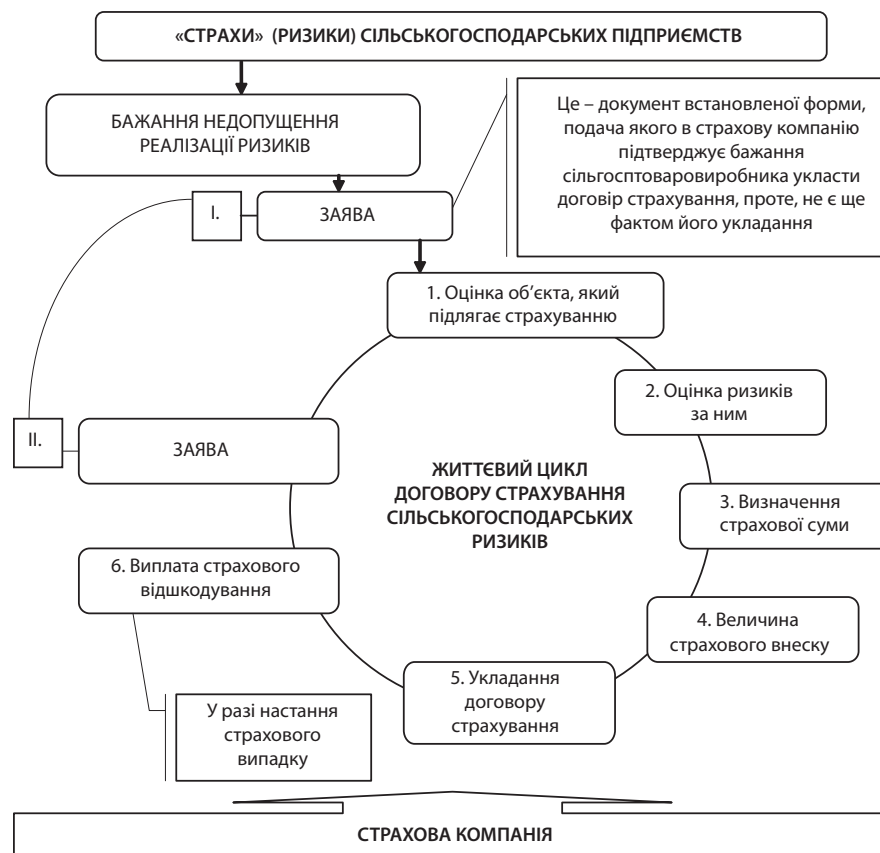 «СТРАХИ» (РИЗИКИ) СІЛЬСЬКОГОСПОДАРСЬКИХ ПІДПРИЄМСТВ
БАЖАННЯ НЕДОПУЩЕННЯ
РЕАЛІЗАЦІЇ РИЗИКІВ
Це – документ встановленої форми,
подача якого в страхову компанію
підтверджує бажання
сільгосптоваровиробника укласти
договір страхування, проте, не є ще
фактом його укладання
I.
ЗАЯВА
1. Оцінка об’єкта, який
підлягає страхуванню
2. Оцінка ризиків
за ним
II.
ЗАЯВА
ЖИТТЄВИЙ ЦИКЛ
ДОГОВОРУ СТРАХУВАННЯ
СІЛЬСЬКОГОСПОДАРСЬКИХ
РИЗИКІВ
3. Визначення
страхової суми
6. Виплата страхового
відшкодування
4. Величина
страхового внеску
5. Укладання
договору
страхування
У разі настання
страхового
випадку
СТРАХОВА КОМПАНІЯ